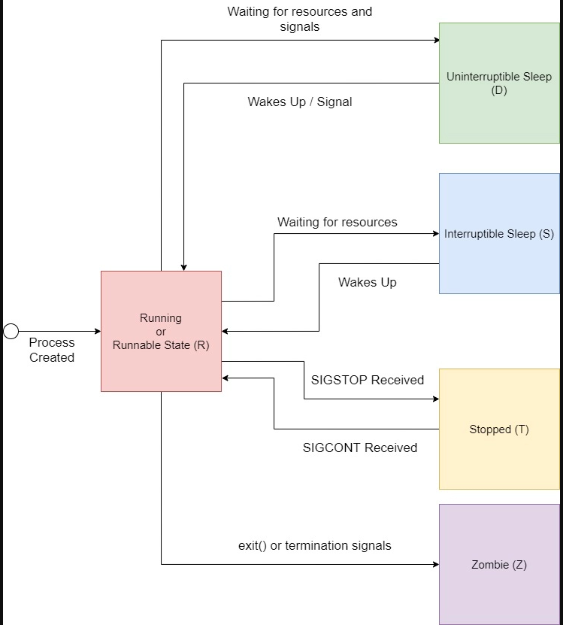 Waiting for resources and
signals
Uninterruptible Sleep
(D)
Wakes Up / Signal
Waiting for resources
Interruptible Sleep (S)
Wakes Up
Running
or
Runnable State (R)
Process
Created
SIGSTOP Received
Stopped (T)
SIGCONT Received
exit() or termination signals
Zombie (Z)